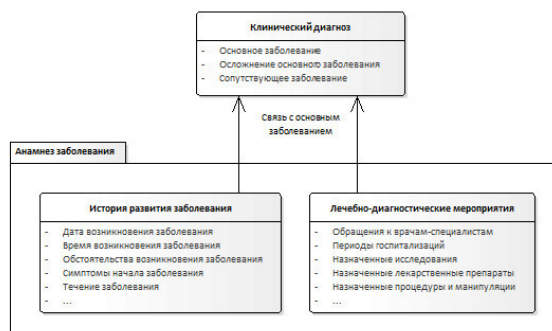 Клинический диагноз
- Основное заболевание
- Осложнение основного заболевания
- Сопутствующее заболевание
Связь с основным
заболеванием
Анамнез заболевания
История развития заболевания
- Дата возникновения заболевания
- Время возникновения заболевания
- Обстоятельства возникновения заболевания
- Симптомы начала заболевания
- Течение заболевания
- ...
Лечебно-диагностические мероприятия
- Обращения к врачам-специалистам
- Периоды госпитализаций
- Назначенные исследования
- Назначенные лекарственные препараты
- Назначенные процедуры и манипуляции
- ...